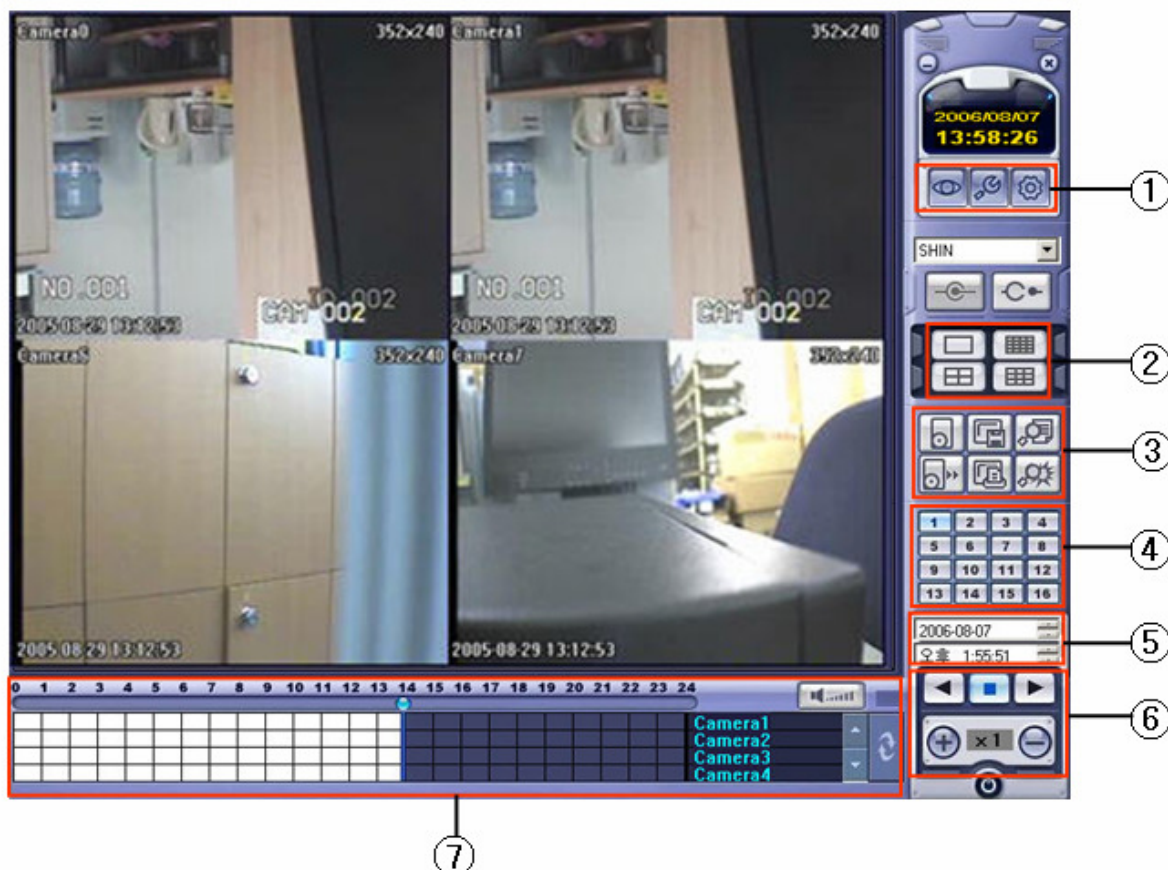 Camera0 352x240
NO.001
ID-002
CAM 002
2005-08-29 13:12:53
Camera1 352x240
NO.001
ID-002
CAM 002
2005-08-29 13:12:53
352x240
2005-08-29 13:12:53
Camera7 352x240
2005-08-29 13:12:53
2006/08/07
13:58:26
①
SHIN
②
③
1 2 3 4
5 6 7 8
9 10 11 12
13 14 15 16
④
2006-08-07
오후 1:55:51
⑤
x1
⑥
0 1 2 3 4 5 6 7 8 9 10 11 12 13 14 15 16 17 18 19 20 21 22 23 24
Camera1
Camera2
Camera3
Camera4
⑦